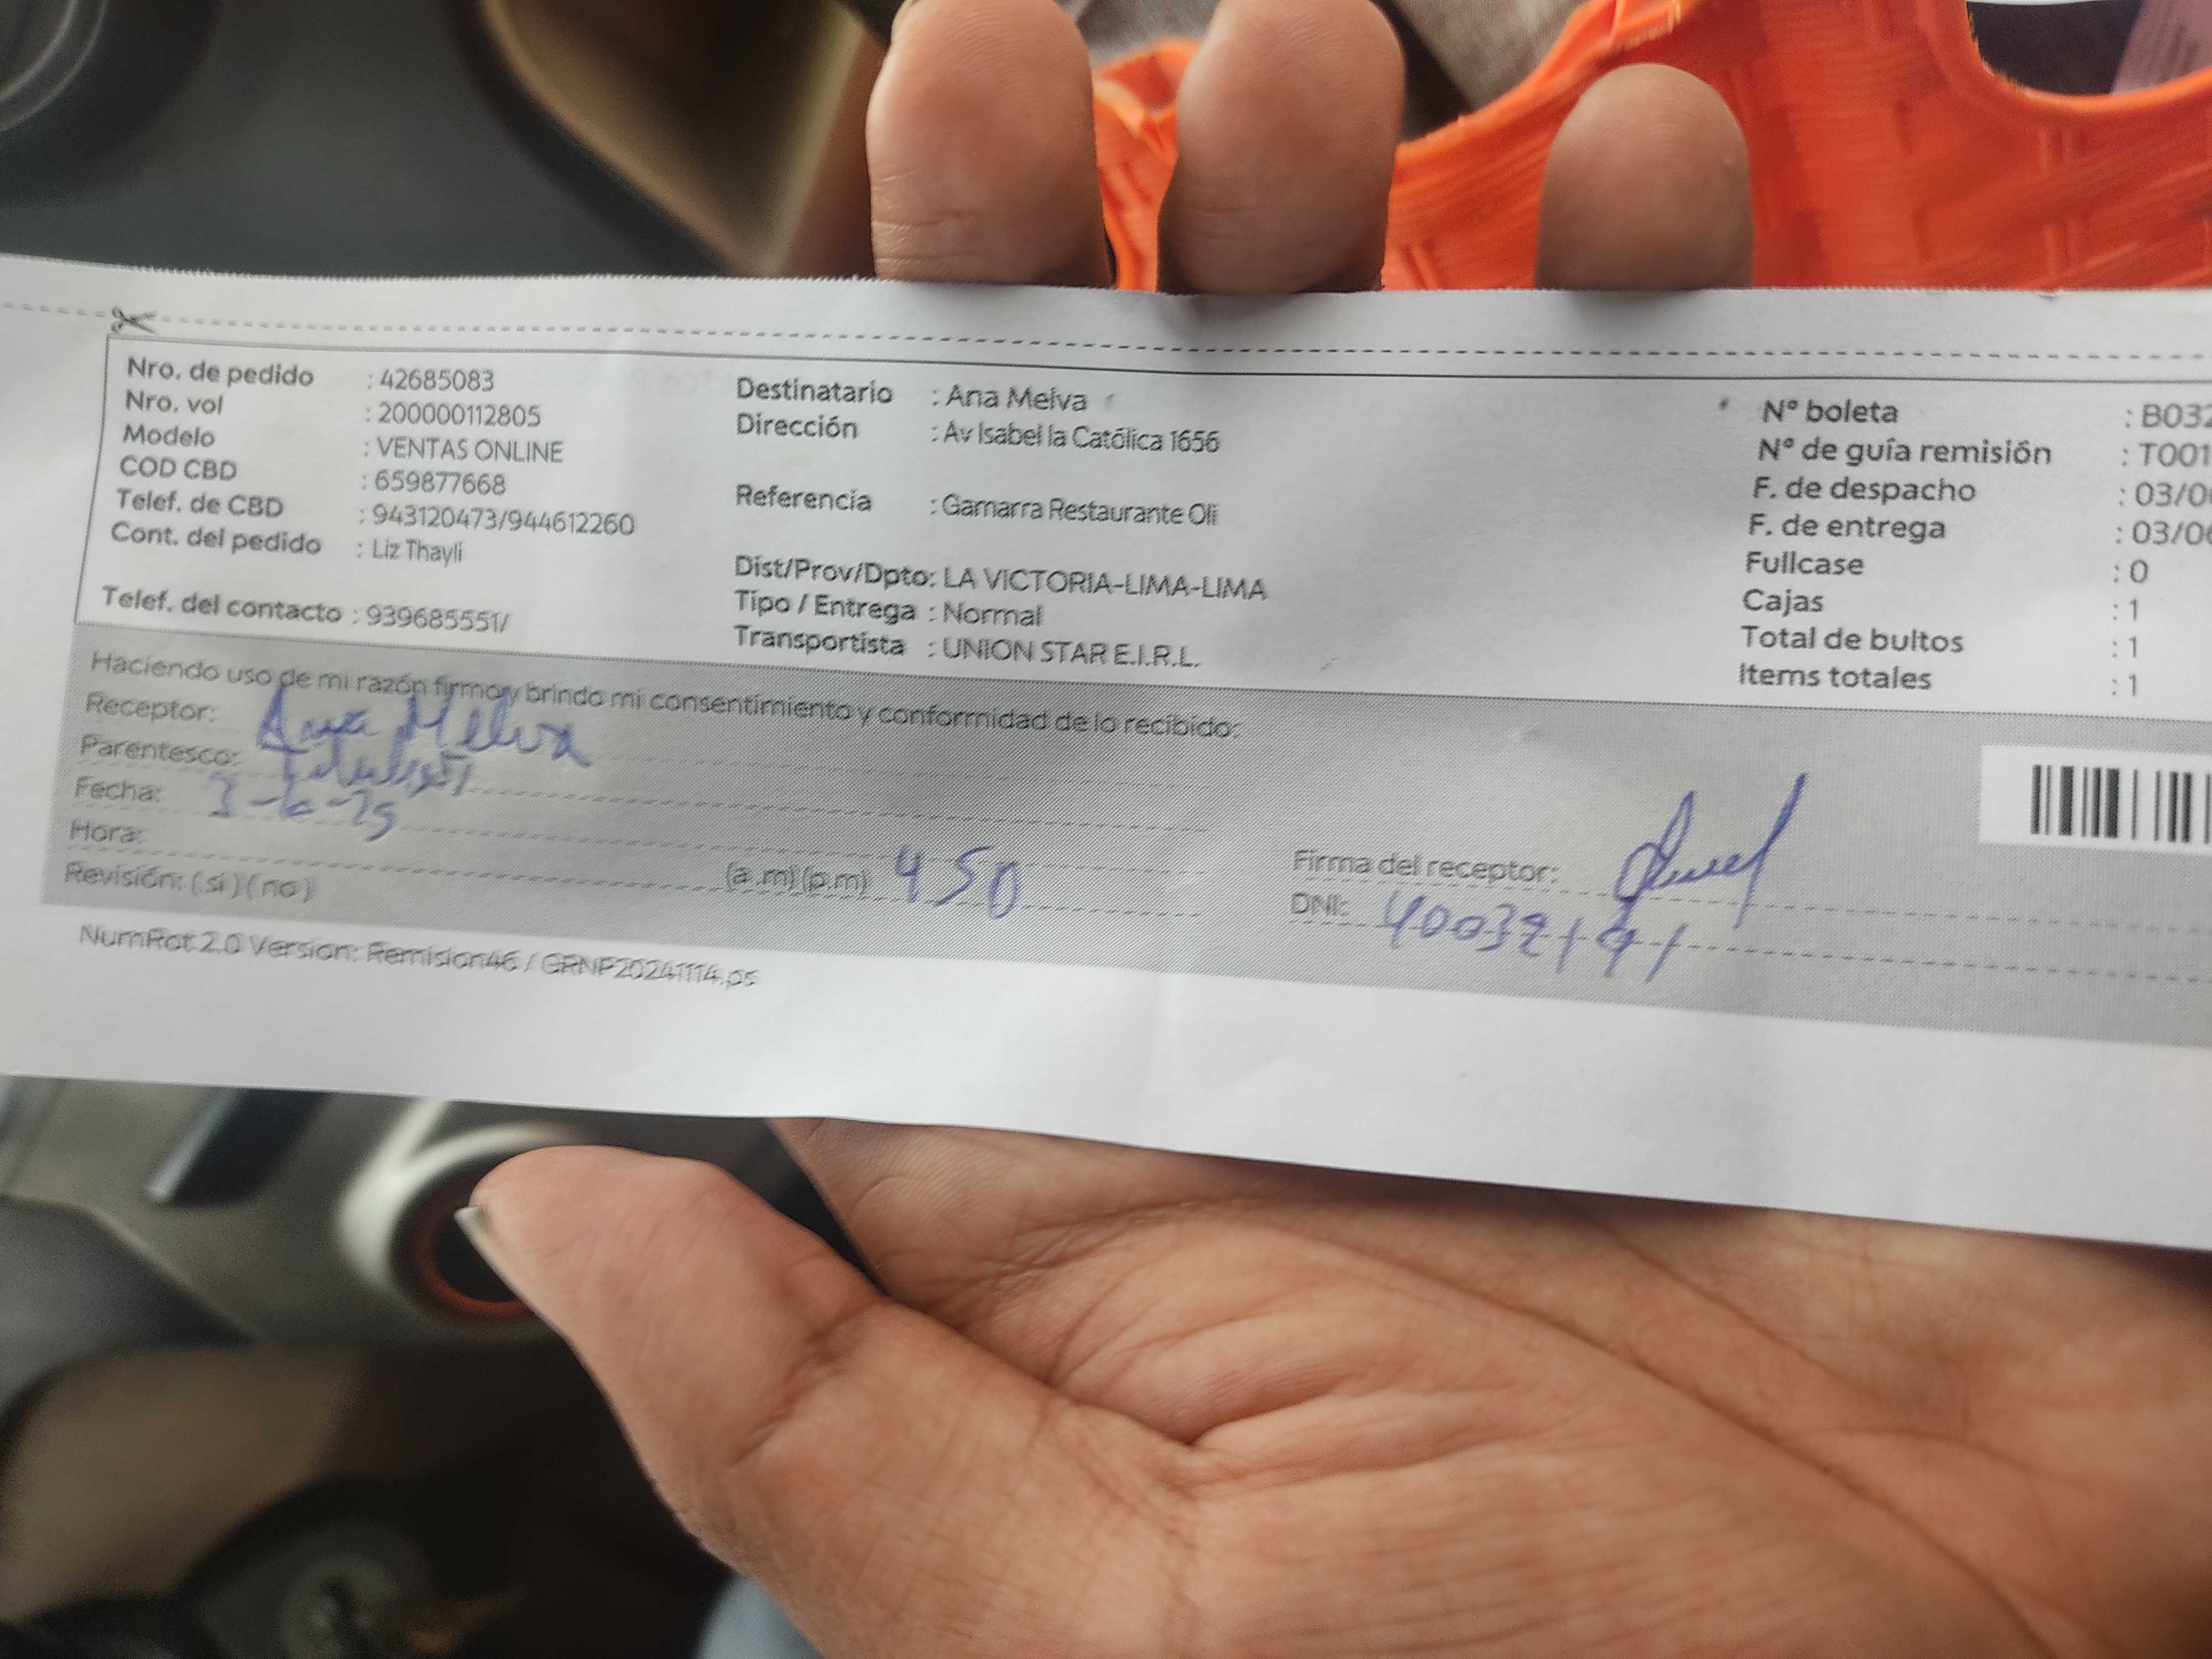 Nro. de pedido : 42685083
Nro. vol : 200000112805
Modelo : VENTAS ONLINE
COD CBD : 659877668
Telef. de CBD : 943120473/944612260
Cont. del pedido : Liz Thayli
Telef. del contacto : 939685551/
Destinatario : Ana Melva
Dirección : Av Isabel la Católica 1656
Referencia : Gamarra Restaurante Oli
Dist/Prov/Dpto: LA VICTORIA-LIMA-LIMA
Tipo / Entrega : Normal
Transportista : UNION STAR E.I.R.L.
N° boleta : B032
N° de guía remisión : T001
F. de despacho : 03/0
F. de entrega : 03/0
Fullcase : 0
Cajas : 1
Total de bultos : 1
Items totales : 1
Haciendo uso de mi razón firmo y brindo mi consentimiento y conformidad de lo recibido:
Receptor: Ana Melva
Parentesco:
Fecha: 3-6-25
Hora: (a.m) (p.m) 450
Revisión: (si) (no)
Firma del receptor:
DNI:
NumRot 2.0 Version: Remision46 / GRNP20241114.ps